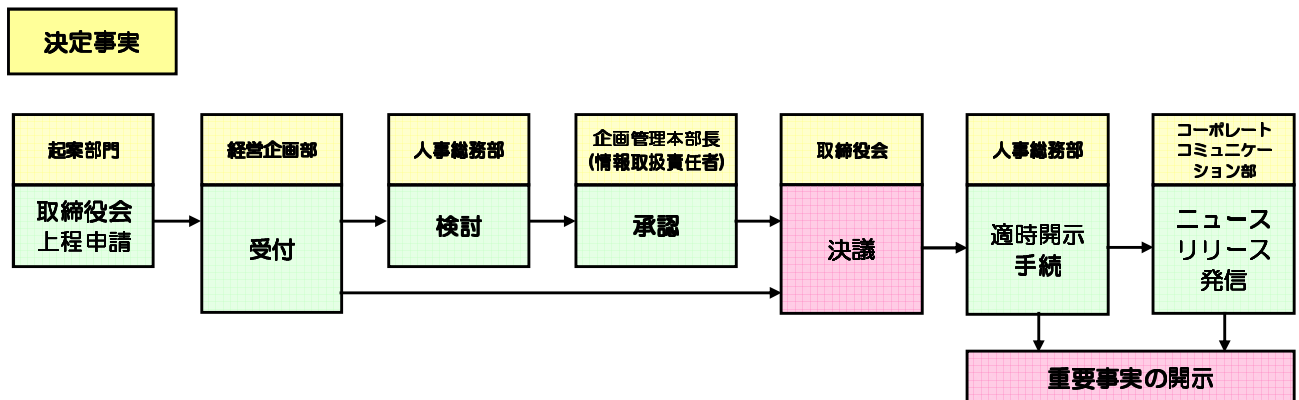 決定事実
起案部門
取締役会
上程申請
経営企画部
受付
人事総務部
検討
企画管理本部長
(情報取扱責任者)
承認
取締役会
決議
人事総務部
適時開示
手続
コーポレート
コミュニケー
ション部
ニュース
リリース
発信
重要事実の開示